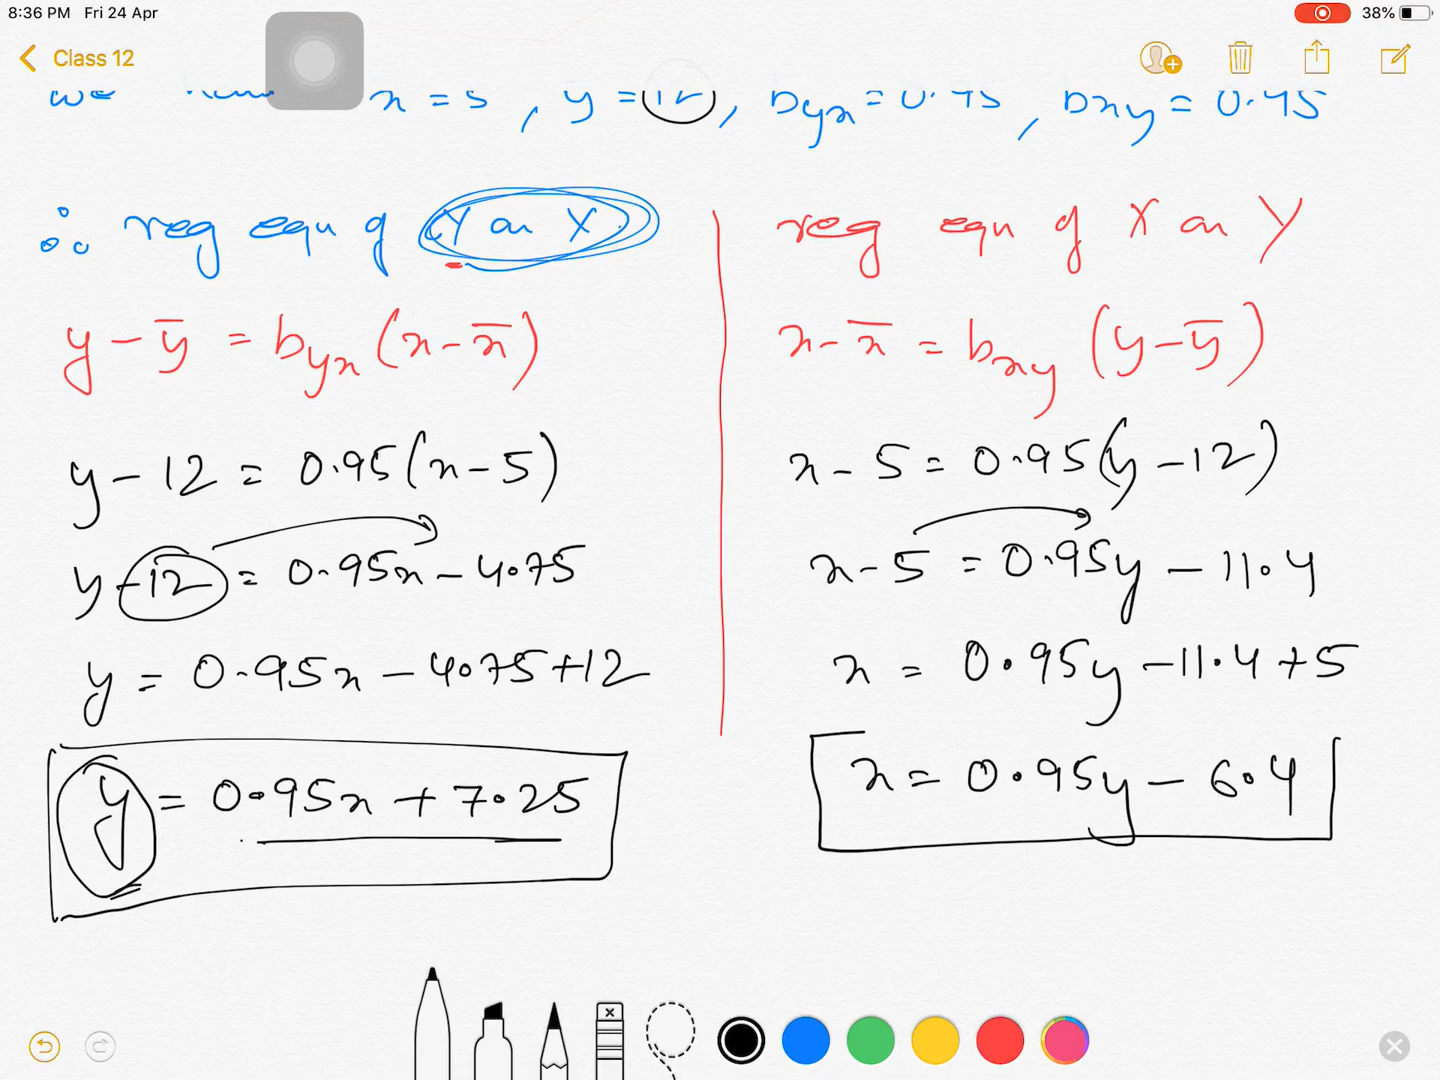 8:36 PM Fri 24 Apr
38%
Class 12
we x = 5 , y = 12 , byx = 0.95 , bxy = 0.95
∴ reg equ of Y on X
y - ȳ = byx (x - x̄)
y - 12 = 0.95(x - 5)
y - 12 = 0.95x - 4.75
y = 0.95x - 4.75 + 12
y = 0.95x + 7.25
reg equ of X on Y
x - x̄ = bxy (y - ȳ)
x - 5 = 0.95(y - 12)
x - 5 = 0.95y - 11.4
x = 0.95y - 11.4 + 5
x = 0.95y - 6.4